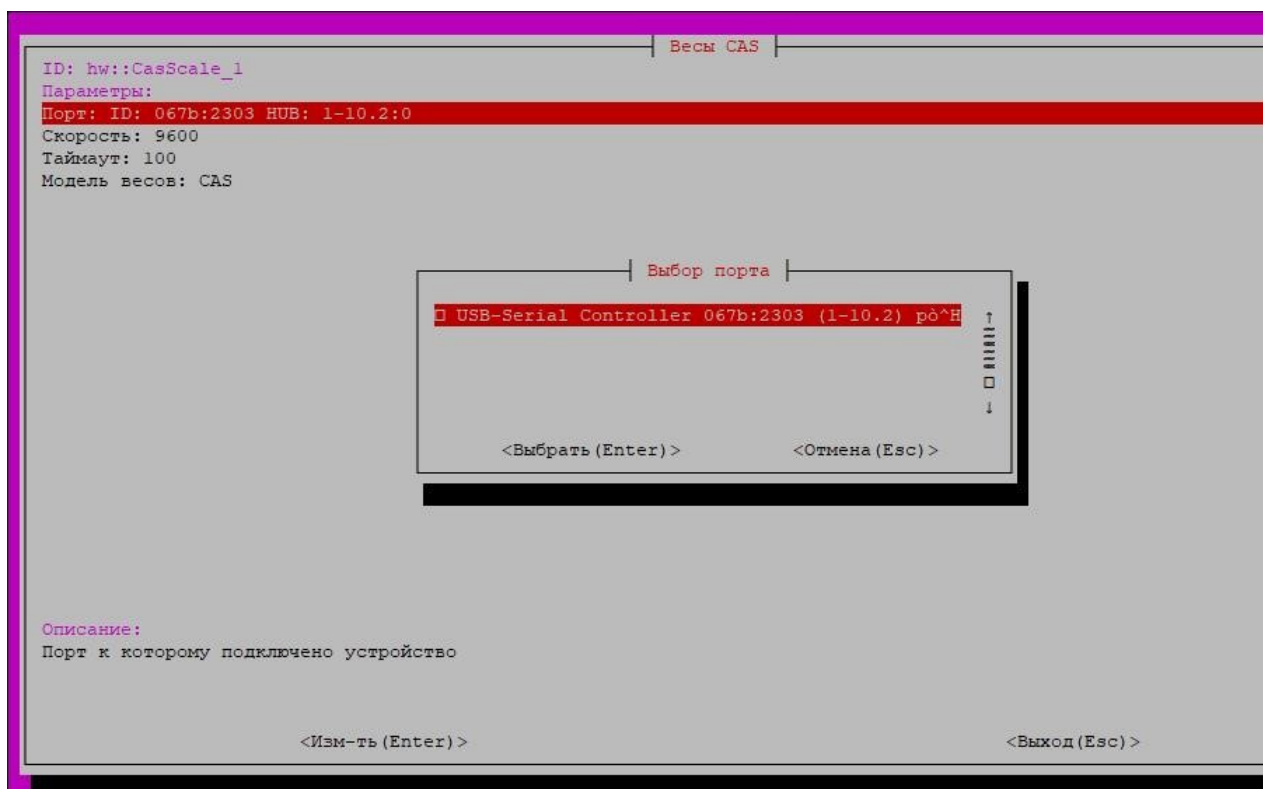 Весы CAS
ID: hw::CasScale_1
Параметры:
Порт: ID: 067b:2303 HUB: 1-10.2:0
Скорость: 9600
Таймаут: 100
Модель весов: CAS
Выбор порта
USB-Serial Controller 067b:2303 (1-10.2) pò^H
<Выбрать(Enter)> <Отмена(Esc)>
Описание:
Порт к которому подключено устройство
<Изм-ть(Enter)> <Выход(Esc)>